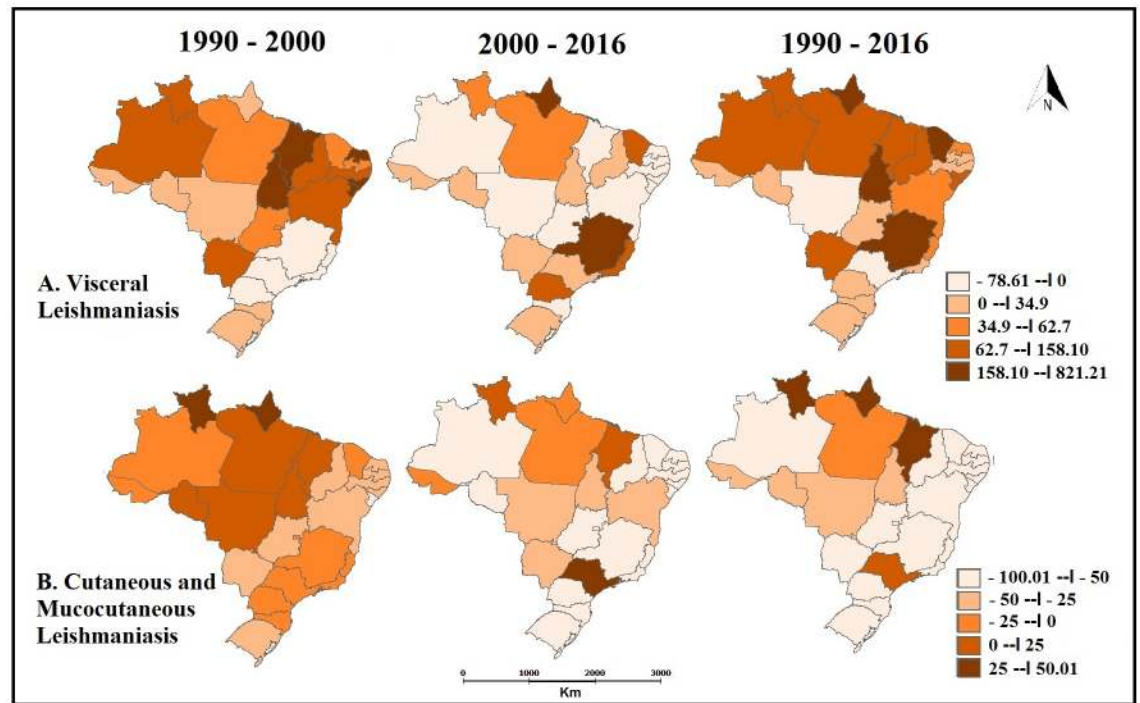 1990 - 2000
2000 - 2016
1990 - 2016
N
A. Visceral
Leishmaniasis
- 78.61 --| 0
0 --| 34.9
34.9 --| 62.7
62.7 --| 158.10
158.10 --| 821.21
B. Cutaneous and
Mucocutaneous
Leishmaniasis
- 100.01 --| - 50
- 50 --| - 25
- 25 --| 0
0 --| 25
25 --| 50.01
0 1000 2000 3000
Km